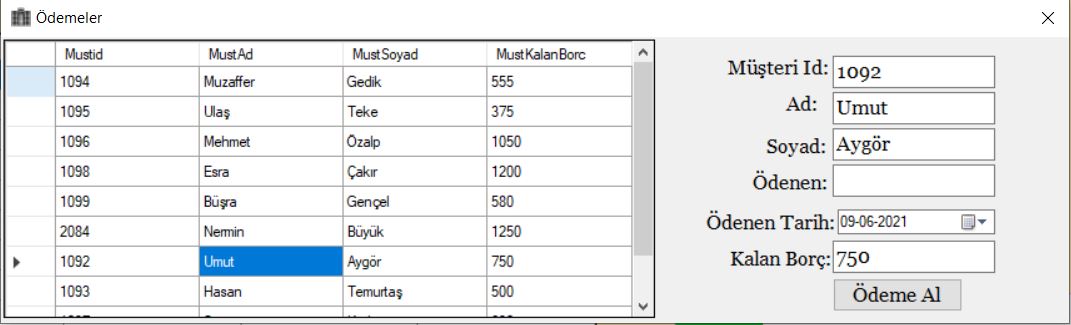 Ödemeler
Mustid MustAd MustSoyad MustKalanBorc
1094 Muzaffer Gedik 555
1095 Ulaş Teke 375
1096 Mehmet Özalp 1050
1098 Esra Çakır 1200
1099 Büşra Gençel 580
2084 Nermin Büyük 1250
1092 Umut Aygör 750
1093 Hasan Temurtaş 500
Müşteri Id: 1092
Ad: Umut
Soyad: Aygör
Ödenen:
Ödenen Tarih: 09-06-2021
Kalan Borç: 750
Ödeme Al